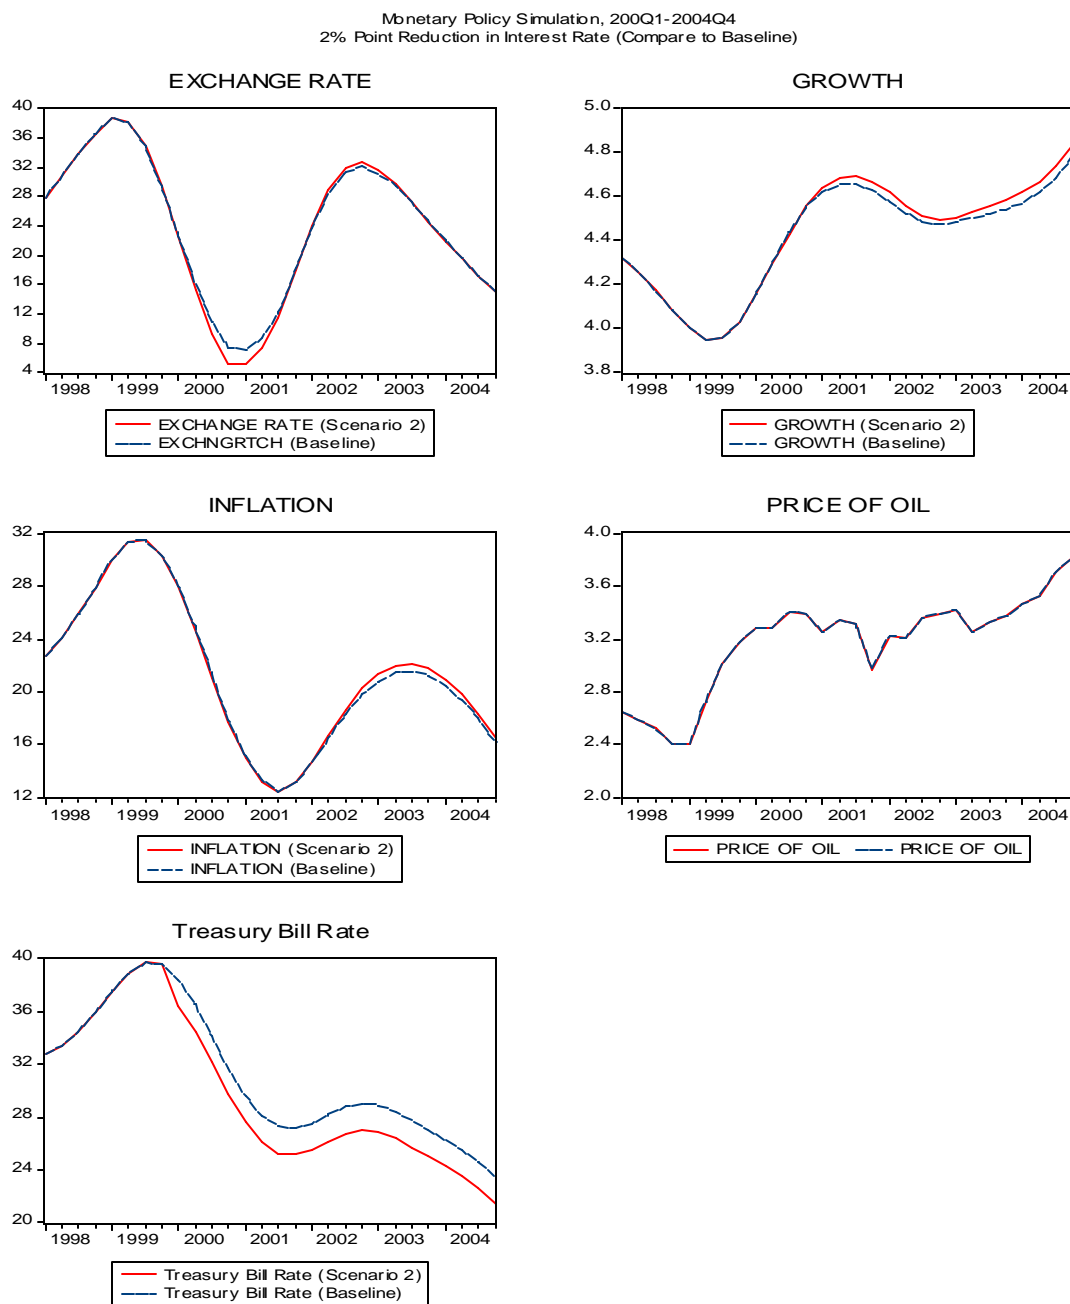 Monetary Policy Simulation, 200Q1-2004Q4
2% Point Reduction in Interest Rate (Compare to Baseline)
EXCHANGE RATE
40
36
32
28
24
20
16
12
8
4
1998 1999 2000 2001 2002 2003 2004
EXCHANGE RATE (Scenario 2)
EXCHNGRTCH (Baseline)
GROWTH
5.0
4.8
4.6
4.4
4.2
4.0
3.8
1998 1999 2000 2001 2002 2003 2004
GROWTH (Scenario 2)
GROWTH (Baseline)
INFLATION
32
28
24
20
16
12
1998 1999 2000 2001 2002 2003 2004
INFLATION (Scenario 2)
INFLATION (Baseline)
PRICE OF OIL
4.0
3.6
3.2
2.8
2.4
2.0
1998 1999 2000 2001 2002 2003 2004
PRICE OF OIL PRICE OF OIL
Treasury Bill Rate
40
36
32
28
24
20
1998 1999 2000 2001 2002 2003 2004
Treasury Bill Rate (Scenario 2)
Treasury Bill Rate (Baseline)